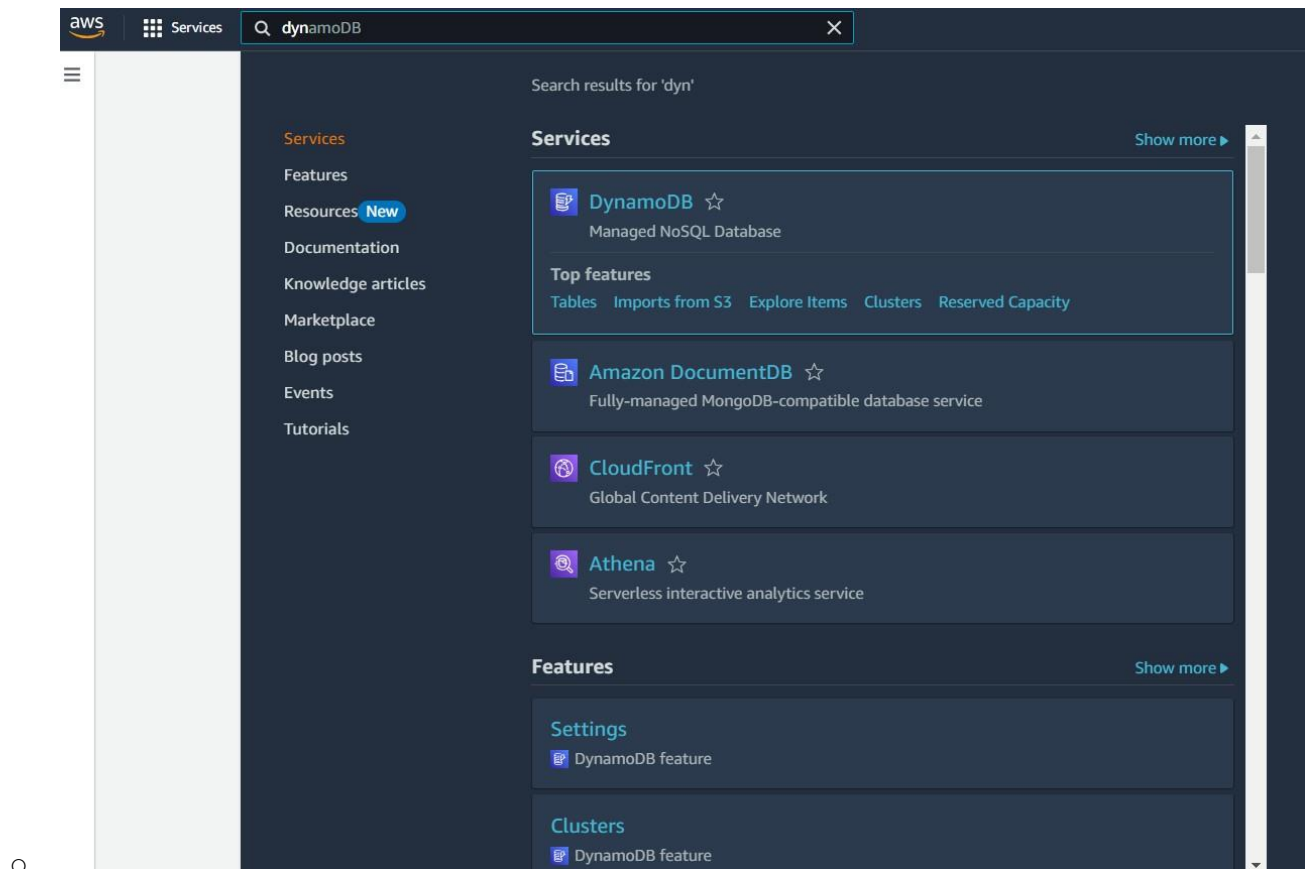 aws
Services
dynamoDB
Search results for 'dyn'
Services
Features
Resources New
Documentation
Knowledge articles
Marketplace
Blog posts
Events
Tutorials
Services
Show more
DynamoDB
Managed NoSQL Database
Top features
Tables Imports from S3 Explore Items Clusters Reserved Capacity
Amazon DocumentDB
Fully-managed MongoDB-compatible database service
CloudFront
Global Content Delivery Network
Athena
Serverless interactive analytics service
Features
Show more
Settings
DynamoDB feature
Clusters
DynamoDB feature